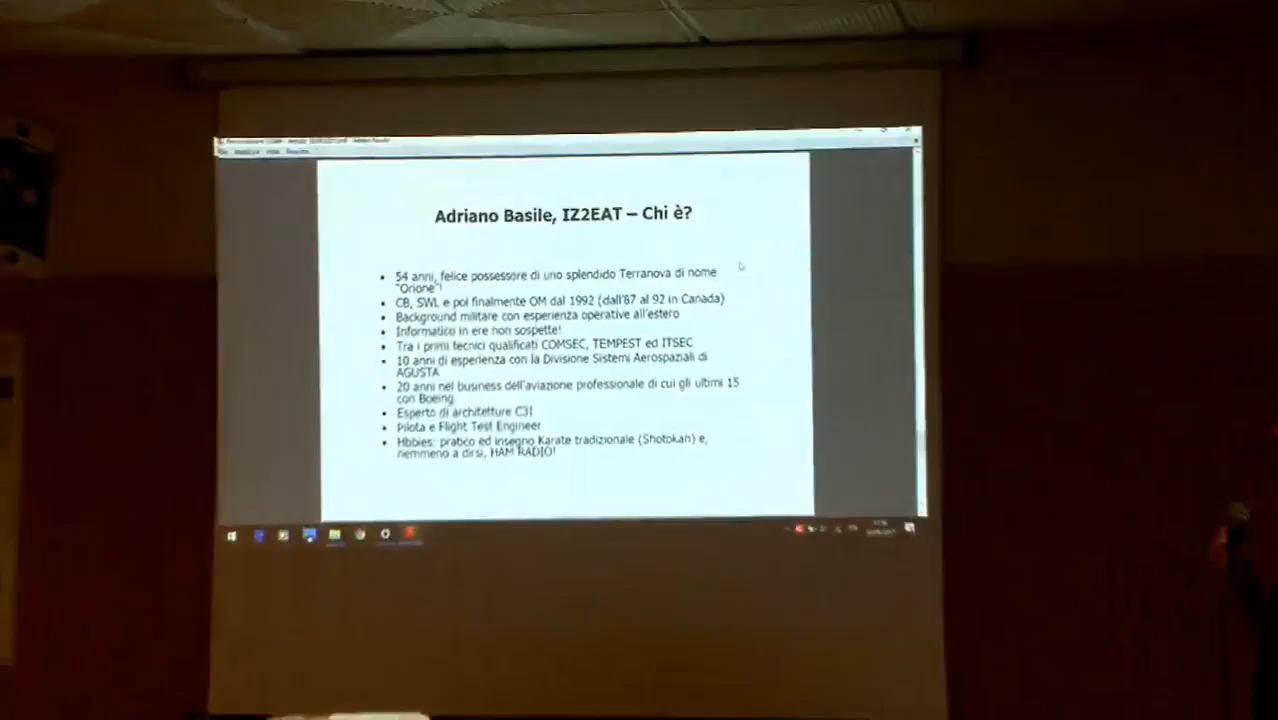 Adriano Basile, IZ2EAT – Chi è?
• 54 anni, felice possessore di uno splendido Terranova di nome
"Orione"!
• CB, SWL e poi finalmente OM dal 1992 (dall'87 al 92 in Canada)
• Background militare con esperienza operative all'estero
• Informatico in ere non sospette!
• Tra i primi tecnici qualificati COMSEC, TEMPEST ed ITSEC
• 10 anni di esperienza con la Divisione Sistemi Aerospaziali di
AGUSTA
• 20 anni nel business dell'aviazione professionale di cui gli ultimi 15
con Boeing
• Esperto di architetture C3I
• Pilota e Flight Test Engineer
• Hbbies: pratico ed insegno Karate tradizionale (Shotokan) e,
nemmeno a dirsi, HAM RADIO!